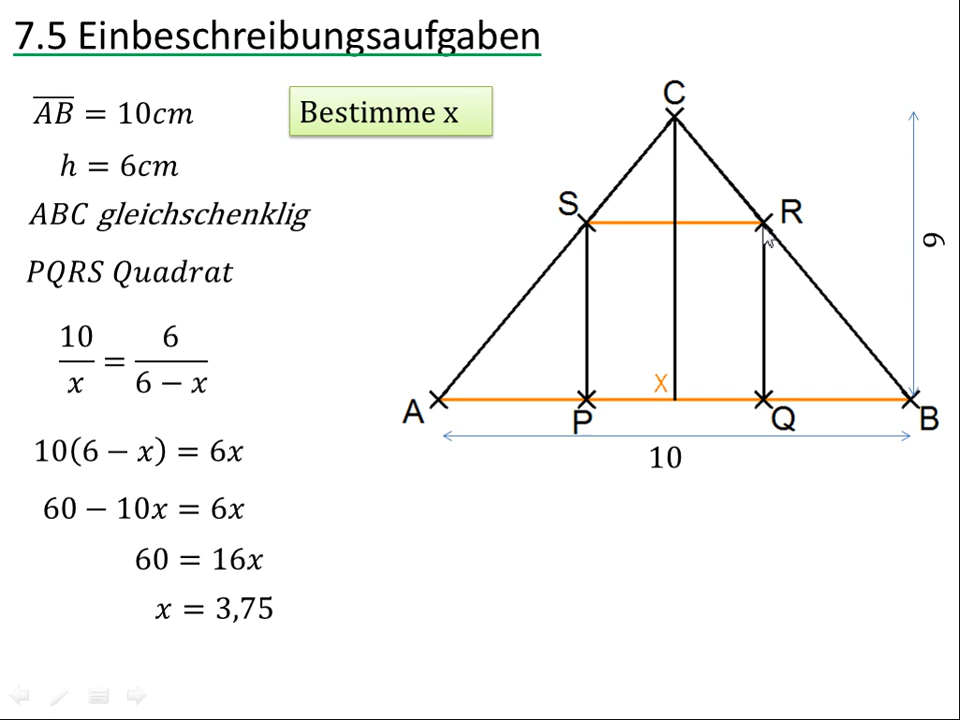 7.5 Einbeschreibungsaufgaben
AB = 10cm
Bestimme x
h = 6cm
ABC gleichschenklig
PQRS Quadrat
10/x = 6/(6 − x)
10(6 − x) = 6x
60 − 10x = 6x
60 = 16x
x = 3,75
C
S
R
6
X
A
P
Q
B
10